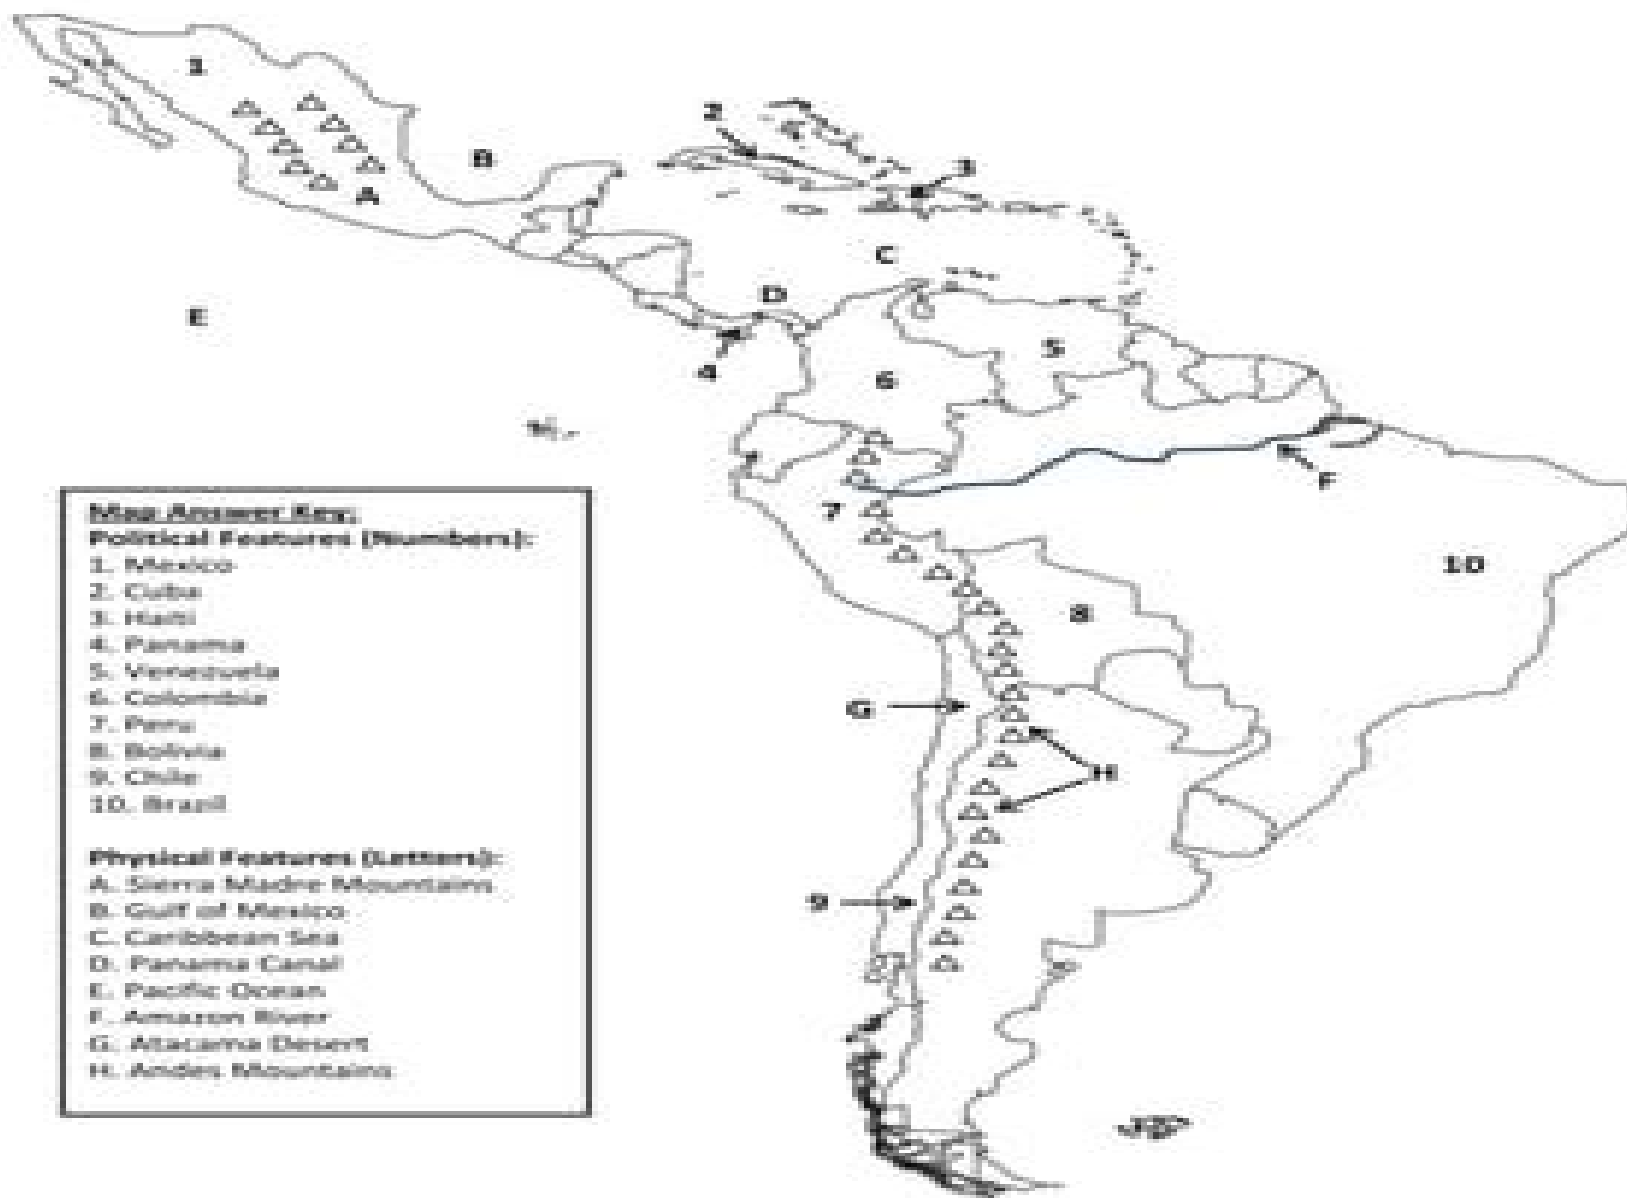 1
2
B
3
A
C
E
D
5
4
6
F
7
10
8
G
H
9
Map Answer Key:
Political Features (Numbers):
1. Mexico
2. Cuba
3. Haiti
4. Panama
5. Venezuela
6. Colombia
7. Peru
8. Bolivia
9. Chile
10. Brazil
Physical Features (Letters):
A. Sierra Madre Mountains
B. Gulf of Mexico
C. Caribbean Sea
D. Panama Canal
E. Pacific Ocean
F. Amazon River
G. Atacama Desert
H. Andes Mountains